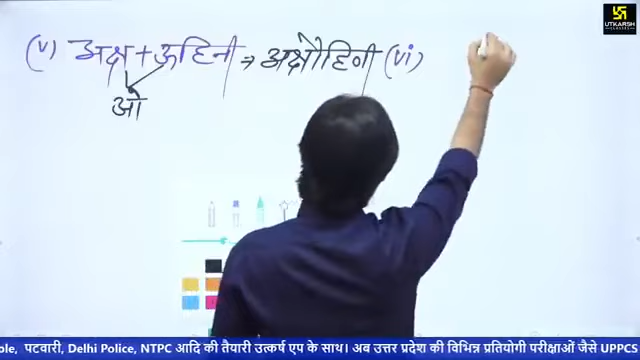 UTKARSH
CLASSES
(v) अक्ष + ऊहिनी ⇒ अक्षौहिनी (vi)
औ
ple, पटवारी, Delhi Police, NTPC आदि की तैयारी उत्कर्ष एप के साथ। अब उत्तर प्रदेश की विभिन्न प्रतियोगी परीक्षाओं जैसे UPPCS